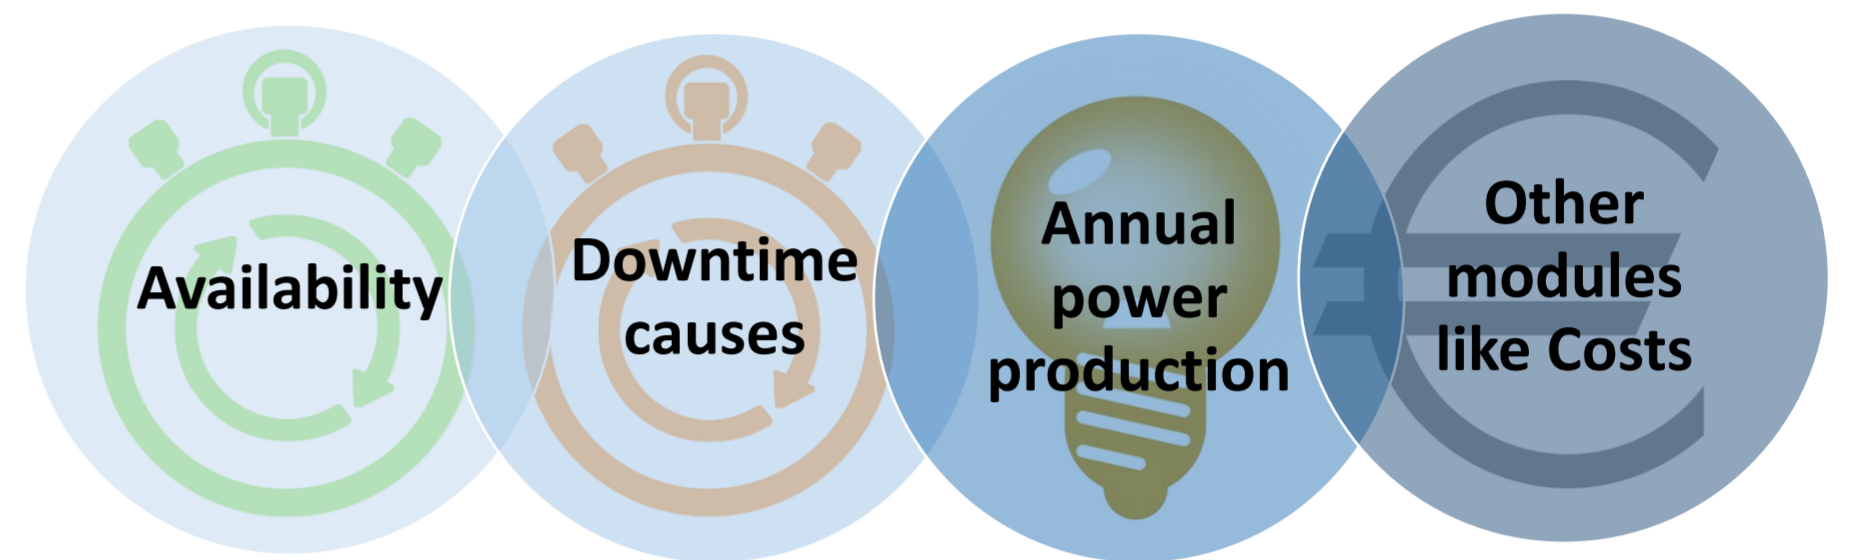 Availability
Downtime
causes
Annual
power
production
Other
modules
like Costs